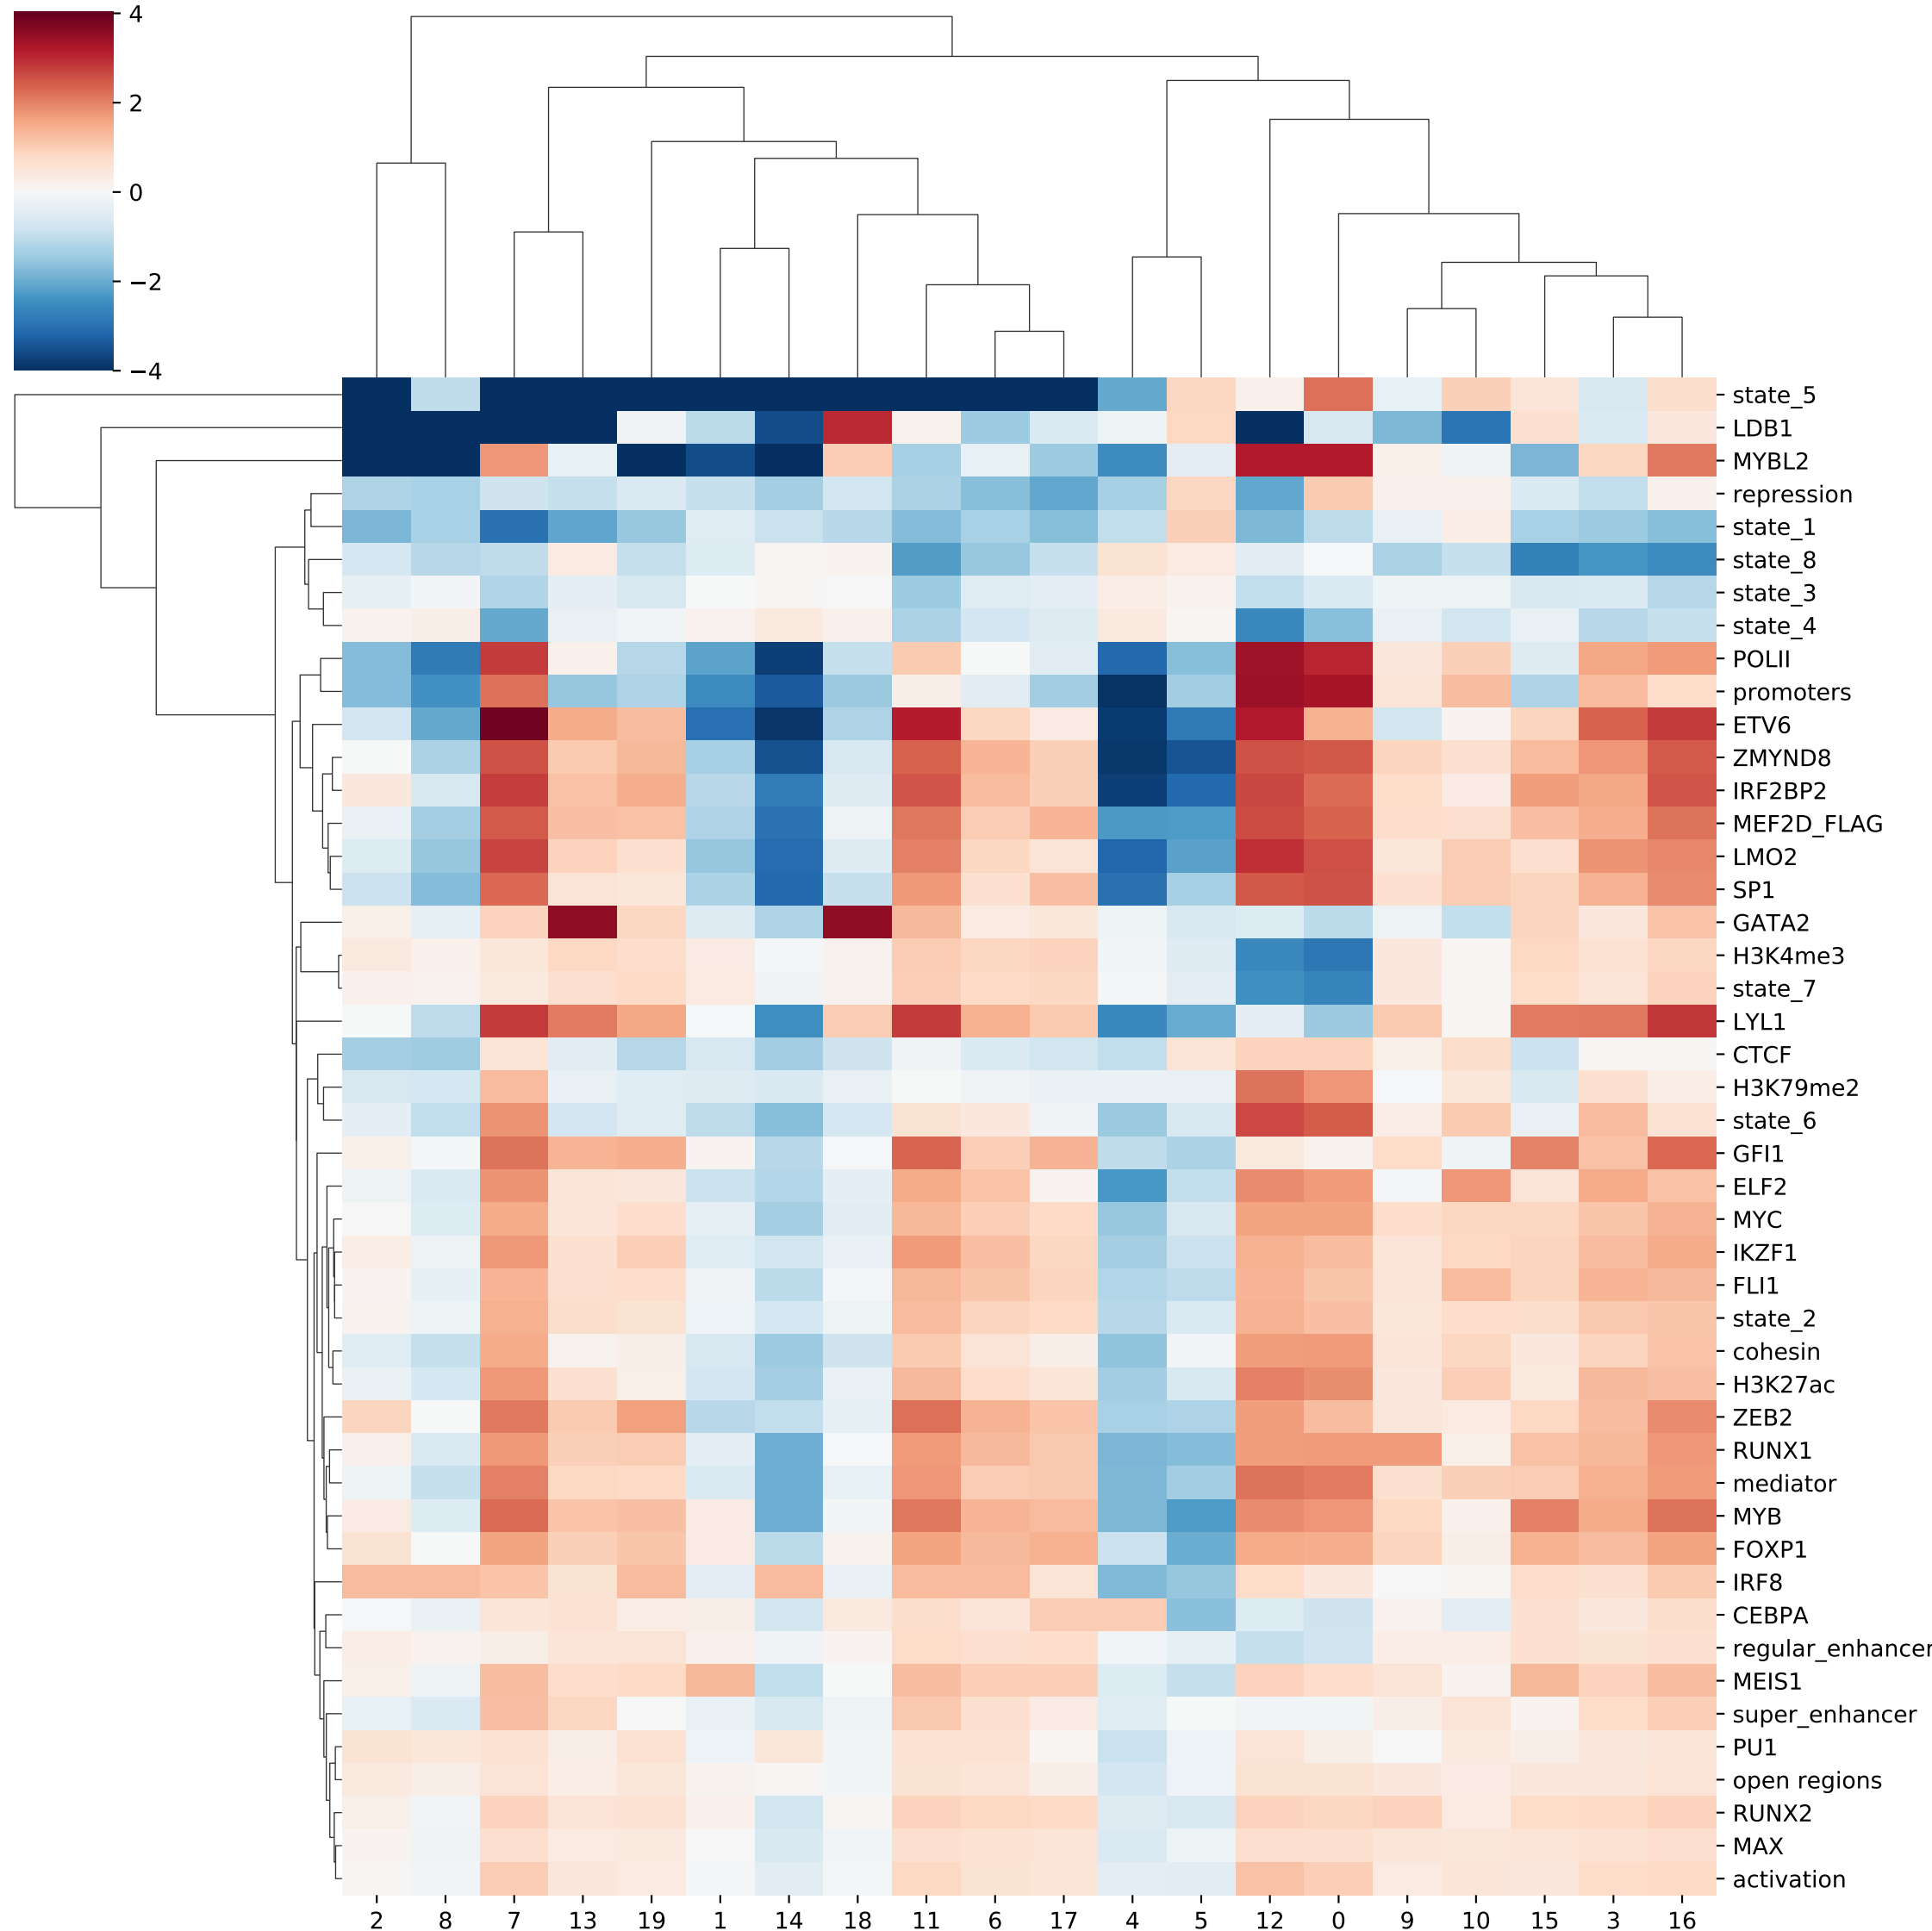 4
2
0
−2
−4
state_5
LDB1
MYBL2
repression
state_1
state_8
state_3
state_4
POLII
promoters
ETV6
ZMYND8
IRF2BP2
MEF2D_FLAG
LMO2
SP1
GATA2
H3K4me3
state_7
LYL1
CTCF
H3K79me2
state_6
GFI1
ELF2
MYC
IKZF1
FLI1
state_2
cohesin
H3K27ac
ZEB2
RUNX1
mediator
MYB
FOXP1
IRF8
CEBPA
regular_enhancer
MEIS1
super_enhancer
PU1
open regions
RUNX2
MAX
activation
2 8 7 13 19 1 14 18 11 6 17 4 5 12 0 9 10 15 3 16